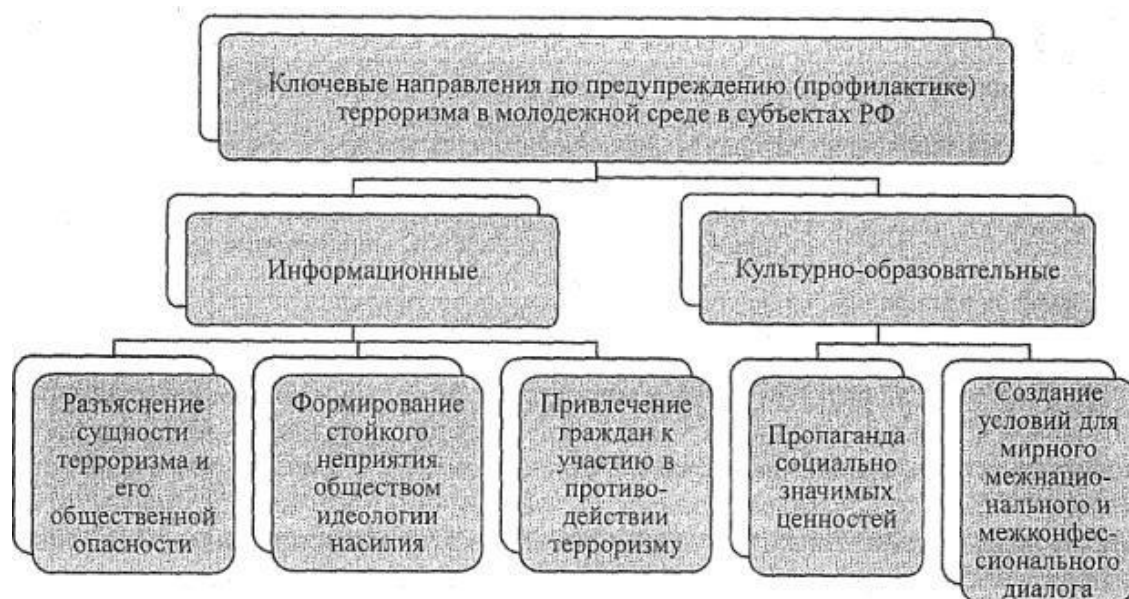 Ключевые направления по предупреждению (профилактике)
терроризма в молодежной среде в субъектах РФ
Информационные
Культурно-образовательные
Разъяснение
сущности
терроризма и
его
общественной
опасности
Формирование
стойкого
неприятия
обществом
идеологии
насилия
Привлечение
граждан к
участию в
противо-
действии
терроризму
Пропаганда
социально
значимых
ценностей
Создание
условий для
мирного
межнацио-
нального и
межконфес-
сионального
диалога